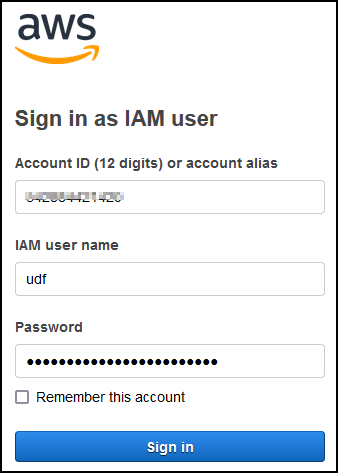 aws
Sign in as IAM user
Account ID (12 digits) or account alias
IAM user name
udf
Password
••••••••••••••••••••••••
Remember this account
Sign in